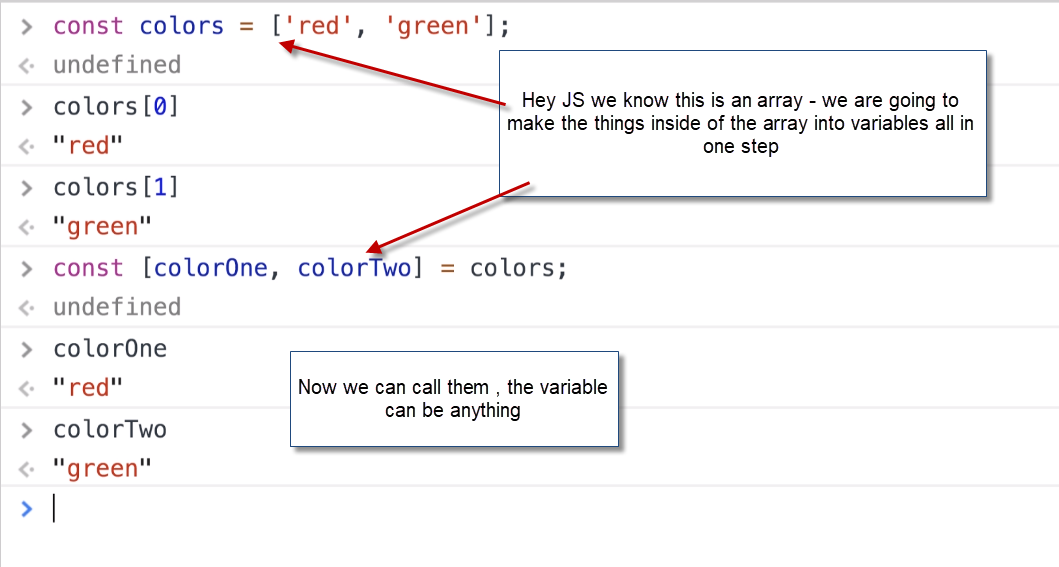 > const colors = ['red', 'green'];
<· undefined
Hey JS we know this is an array - we are going to
make the things inside of the array into variables all in
one step
> colors[0]
<· "red"
> colors[1]
<· "green"
> const [colorOne, colorTwo] = colors;
<· undefined
> colorOne
<· "red"
Now we can call them , the variable
can be anything
> colorTwo
<· "green"
>